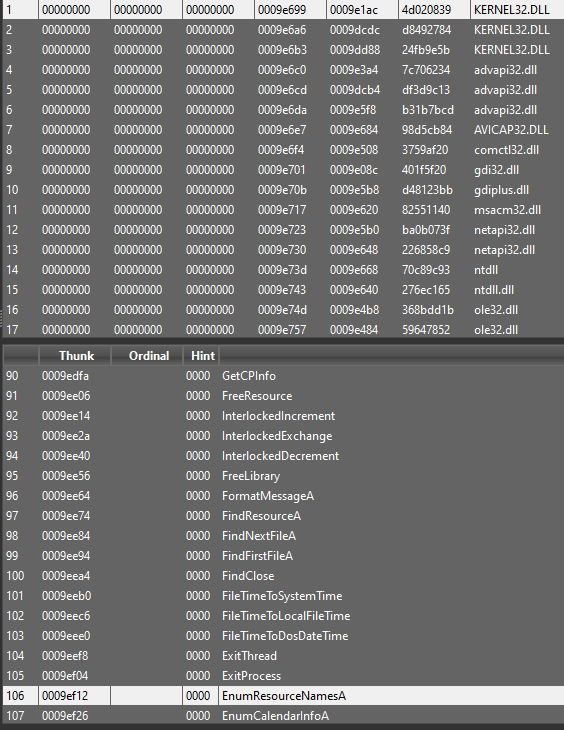 1 00000000 00000000 00000000 0009e699 0009e1ac 4d020839 KERNEL32.DLL
2 00000000 00000000 00000000 0009e6a6 0009dcdc d8492784 KERNEL32.DLL
3 00000000 00000000 00000000 0009e6b3 0009dd88 24fb9e5b KERNEL32.DLL
4 00000000 00000000 00000000 0009e6c0 0009e3a4 7c706234 advapi32.dll
5 00000000 00000000 00000000 0009e6cd 0009dcb4 df3d9c13 advapi32.dll
6 00000000 00000000 00000000 0009e6da 0009e5f8 b31b7bcd advapi32.dll
7 00000000 00000000 00000000 0009e6e7 0009e684 98d5cb84 AVICAP32.DLL
8 00000000 00000000 00000000 0009e6f4 0009e508 3759af20 comctl32.dll
9 00000000 00000000 00000000 0009e701 0009e08c 401f5f20 gdi32.dll
10 00000000 00000000 00000000 0009e70b 0009e5b8 d48123bb gdiplus.dll
11 00000000 00000000 00000000 0009e717 0009e620 82551140 msacm32.dll
12 00000000 00000000 00000000 0009e723 0009e5b0 ba0b073f netapi32.dll
13 00000000 00000000 00000000 0009e730 0009e648 226858c9 netapi32.dll
14 00000000 00000000 00000000 0009e73d 0009e668 70c89c93 ntdll
15 00000000 00000000 00000000 0009e743 0009e640 276ec165 ntdll.dll
16 00000000 00000000 00000000 0009e74d 0009e4b8 368bdd1b ole32.dll
17 00000000 00000000 00000000 0009e757 0009e484 59647852 ole32.dll
Thunk Ordinal Hint
90 0009edfa 0000 GetCPInfo
91 0009ee06 0000 FreeResource
92 0009ee14 0000 InterlockedIncrement
93 0009ee2a 0000 InterlockedExchange
94 0009ee40 0000 InterlockedDecrement
95 0009ee56 0000 FreeLibrary
96 0009ee64 0000 FormatMessageA
97 0009ee74 0000 FindResourceA
98 0009ee84 0000 FindNextFileA
99 0009ee94 0000 FindFirstFileA
100 0009eea4 0000 FindClose
101 0009eeb0 0000 FileTimeToSystemTime
102 0009eec6 0000 FileTimeToLocalFileTime
103 0009eee0 0000 FileTimeToDosDateTime
104 0009eef8 0000 ExitThread
105 0009ef04 0000 ExitProcess
106 0009ef12 0000 EnumResourceNamesA
107 0009ef26 0000 EnumCalendarInfoA